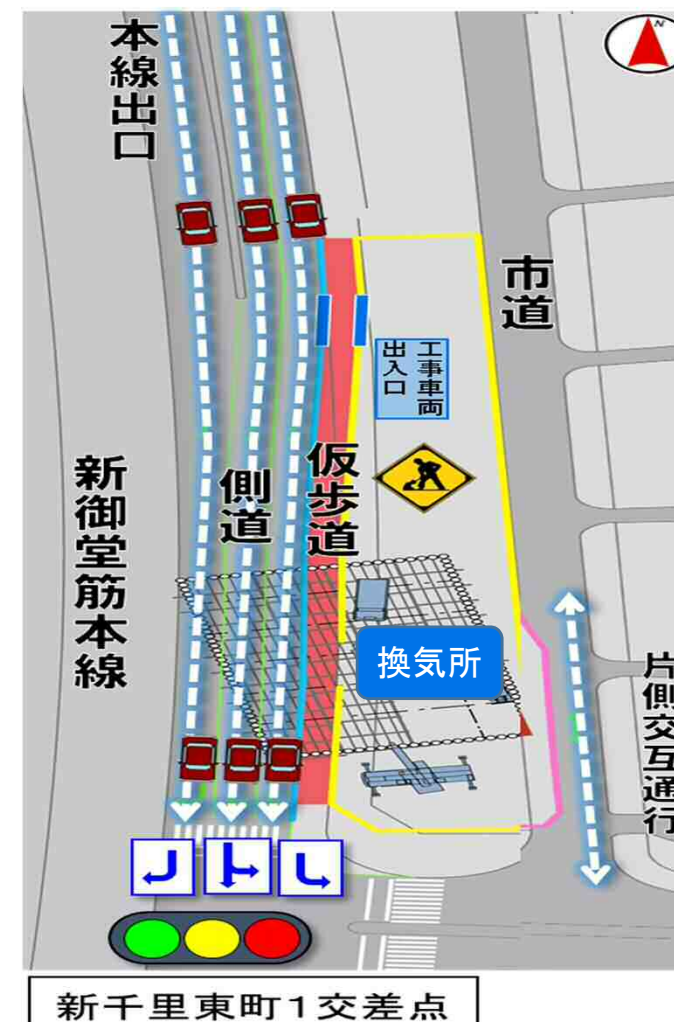 N
本線出口
市道
工事車両
出入口
仮歩道
側道
新御堂筋本線
換気所
片側交互通行
新千里東町1交差点